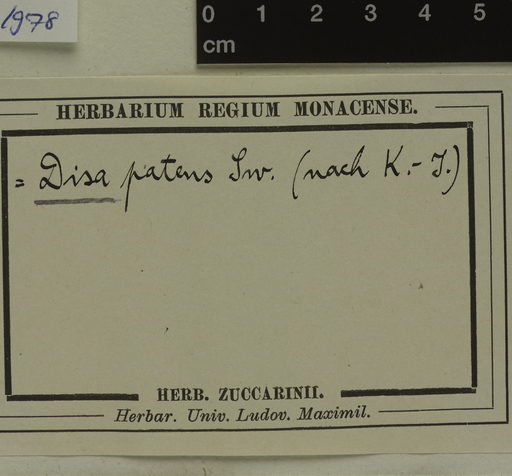 1978
0 1 2 3 4 5
cm
HERBARIUM REGIUM MONACENSE.
= Disa patens Sw. (nach K.-I.)
HERB. ZUCCARINII.
Herbar. Univ. Ludov. Maximil.